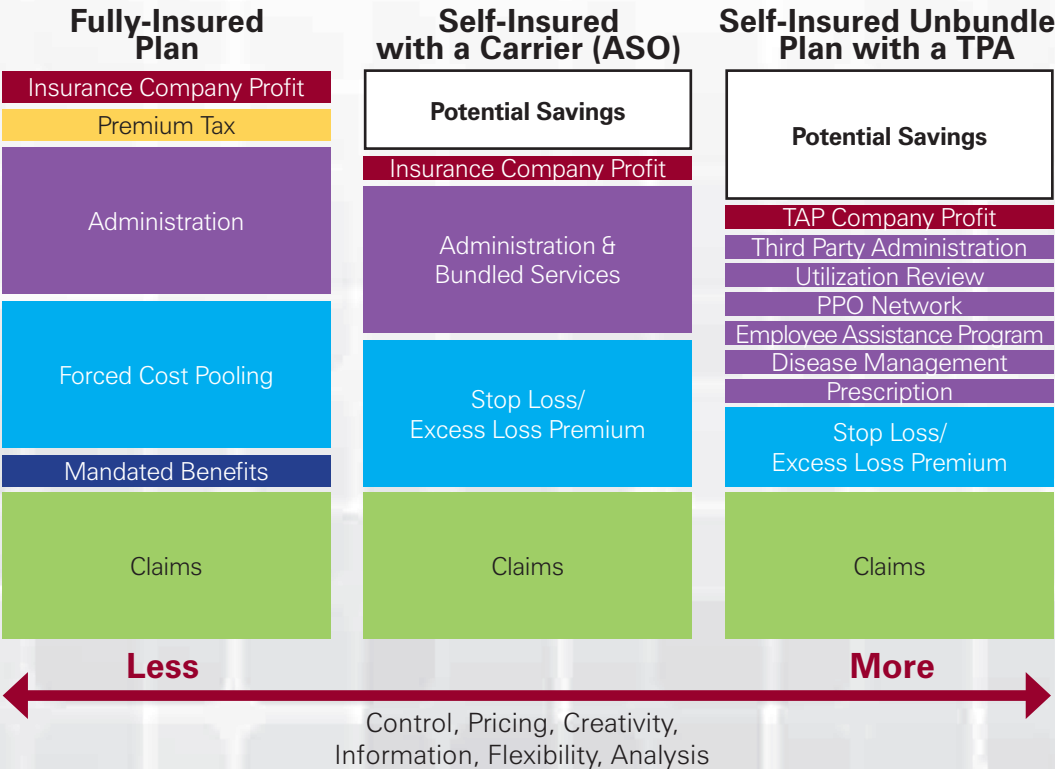 Fully-Insured
Plan
Insurance Company Profit
Premium Tax
Administration
Forced Cost Pooling
Mandated Benefits
Claims
Self-Insured
with a Carrier (ASO)
Potential Savings
Insurance Company Profit
Administration &
Bundled Services
Stop Loss/
Excess Loss Premium
Claims
Self-Insured Unbundle
Plan with a TPA
Potential Savings
TAP Company Profit
Third Party Administration
Utilization Review
PPO Network
Employee Assistance Program
Disease Management
Prescription
Stop Loss/
Excess Loss Premium
Claims
Less
More
Control, Pricing, Creativity,
Information, Flexibility, Analysis